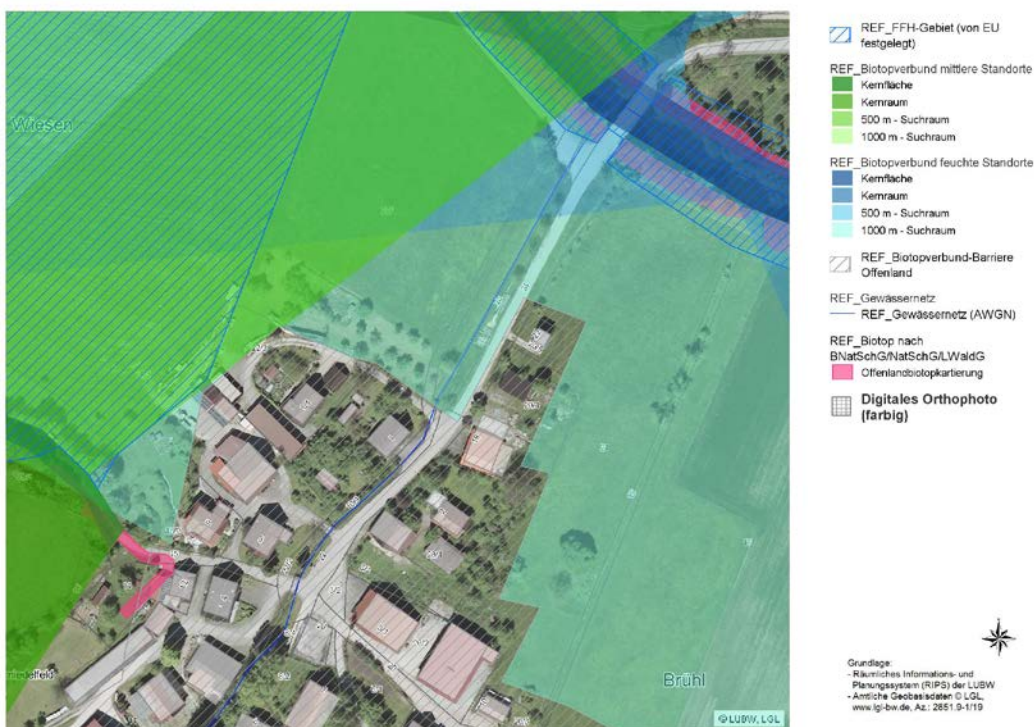 Wiesen
Brühl
© LUBW, LGL
REF_FFH-Gebiet (von EU
festgelegt)
REF_Biotopverbund mittlere Standorte
Kernfläche
Kernraum
500 m - Suchraum
1000 m - Suchraum
REF_Biotopverbund feuchte Standorte
Kernfläche
Kernraum
500 m - Suchraum
1000 m - Suchraum
REF_Biotopverbund-Barriere
Offenland
REF_Gewässernetz
REF_Gewässernetz (AWGN)
REF_Biotop nach
BNatSchG/NatSchG/LWaldG
Offenlandbiotopkartierung
Digitales Orthophoto
(farbig)
Grundlage:
- Räumliches Informations- und
Planungssystem (RIPS) der LUBW
- Amtliche Geobasisdaten © LGL,
www.lgl-bw.de, Az.: 2851.9-1/19